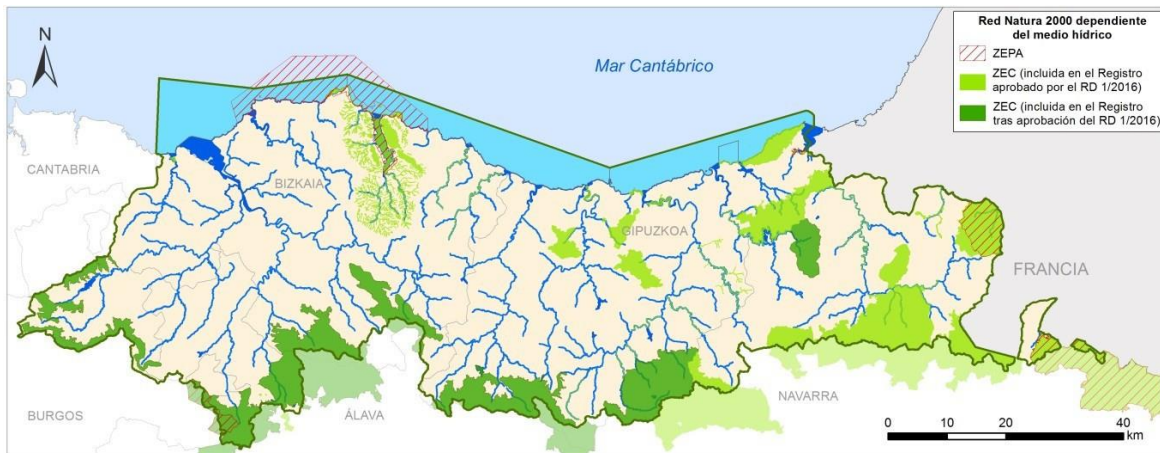 Red Natura 2000 dependiente
del medio hídrico
ZEPA
ZEC (incluida en el Registro
aprobado por el RD 1/2016)
ZEC (incluida en el Registro
tras aprobación del RD 1/2016)
N
Mar Cantábrico
CANTABRIA
BIZKAIA
GIPUZKOA
FRANCIA
BURGOS
ÁLAVA
NAVARRA
0 10 20 40
km